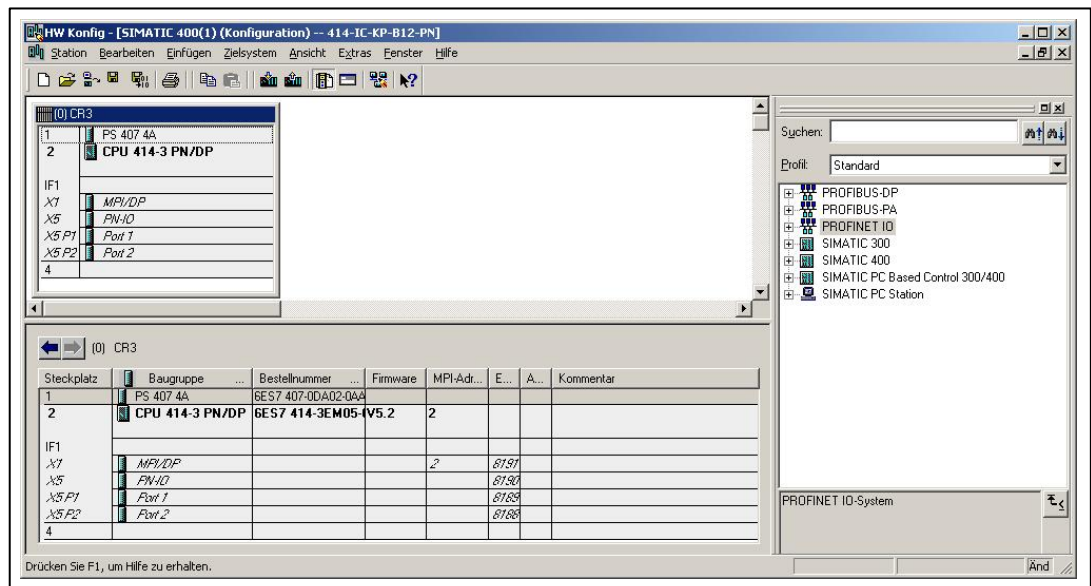 HW Konfig - [SIMATIC 400(1) (Konfiguration) -- 414-IC-KP-B12-PN]
Station Bearbeiten Einfügen Zielsystem Ansicht Extras Fenster Hilfe
(0) CR3
1 PS 407 4A
2 CPU 414-3 PN/DP
IF1
X1 MPI/DP
X5 PN-IO
X5 P1 Port 1
X5 P2 Port 2
4
Suchen:
Profil: Standard
PROFIBUS-DP
PROFIBUS-PA
PROFINET IO
SIMATIC 300
SIMATIC 400
SIMATIC PC Based Control 300/400
SIMATIC PC Station
(0) CR3
Steckplatz Baugruppe ... Bestellnummer ... Firmware MPI-Adr... E... A... Kommentar
1 PS 407 4A 6ES7 407-0DA02-0AA
2 CPU 414-3 PN/DP 6ES7 414-3EM05-0 V5.2 2
IF1
X1 MPI/DP 2 8191
X5 PN-IO 8190
X5 P1 Port 1 8189
X5 P2 Port 2 8188
4
PROFINET IO-System
Drücken Sie F1, um Hilfe zu erhalten.
Änd